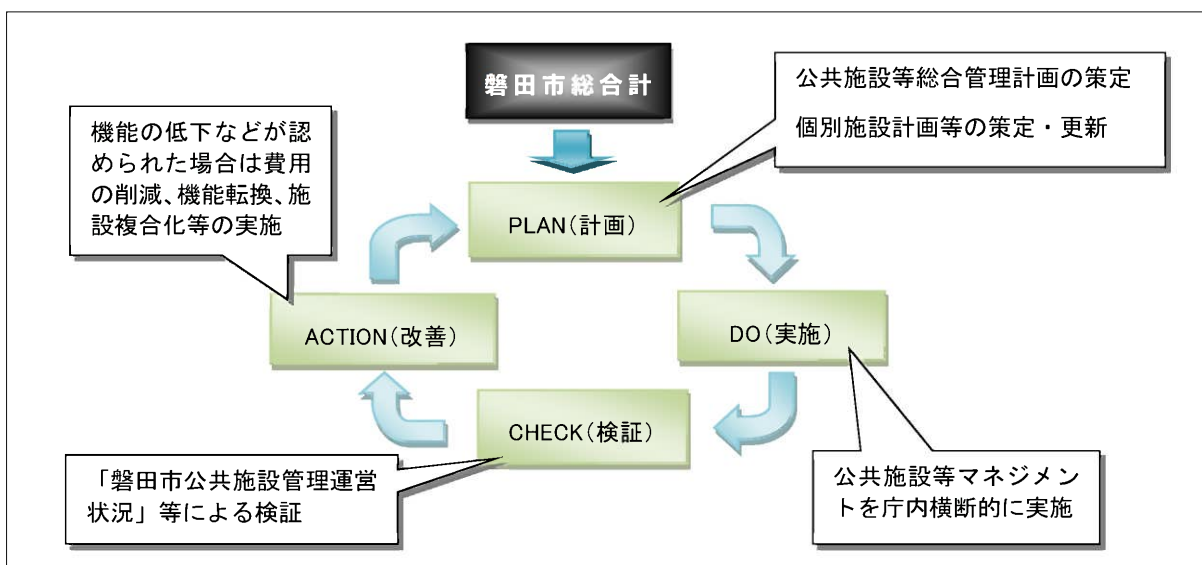 磐田市総合計
公共施設等総合管理計画の策定
個別施設計画等の策定・更新
機能の低下などが認
められた場合は費用
の削減、機能転換、施
設複合化等の実施
PLAN（計画）
ACTION（改善）
DO（実施）
CHECK（検証）
「磐田市公共施設管理運営
状況」等による検証
公共施設等マネジメン
トを庁内横断的に実施